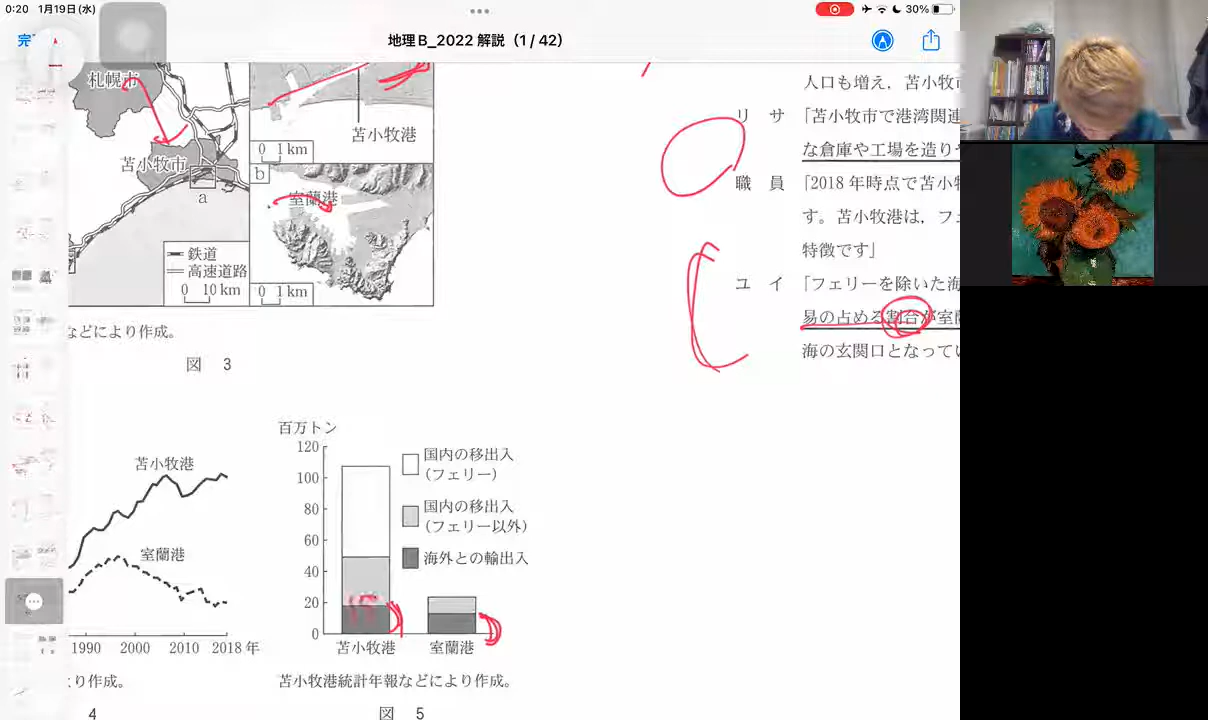 0:20 1月19日(水)
30%
完了
地理B_2022 解説（1 / 42）
札幌市
苫小牧市
a
鉄道
高速道路
0 10 km
苫小牧港
0 1 km
b
室蘭港
0 1 km
などにより作成。
図 3
人口も増え，苫小牧市
リ サ 「苫小牧市で港湾関連
な倉庫や工場を造りや
職 員 「2018 年時点で苫小牧
す。苫小牧港は，フェ
特徴です」
ユ イ 「フェリーを除いた海
易の占める割合が室蘭
海の玄関口となってい
苫小牧港
室蘭港
1990 2000 2010 2018 年
より作成。
4
百万トン
120
100
80
60
40
20
0
国内の移出入
（フェリー）
国内の移出入
（フェリー以外）
海外との輸出入
苫小牧港 室蘭港
苫小牧港統計年報などにより作成。
図 5